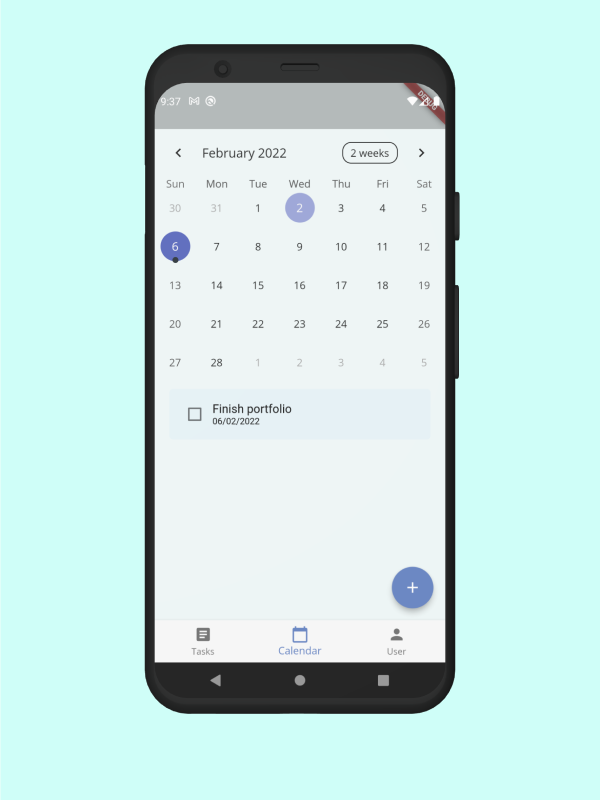 9:37
DEBUG
February 2022
2 weeks
Sun Mon Tue Wed Thu Fri Sat
30 31 1 2 3 4 5
6 7 8 9 10 11 12
13 14 15 16 17 18 19
20 21 22 23 24 25 26
27 28 1 2 3 4 5
Finish portfolio
06/02/2022
+
Tasks Calendar User